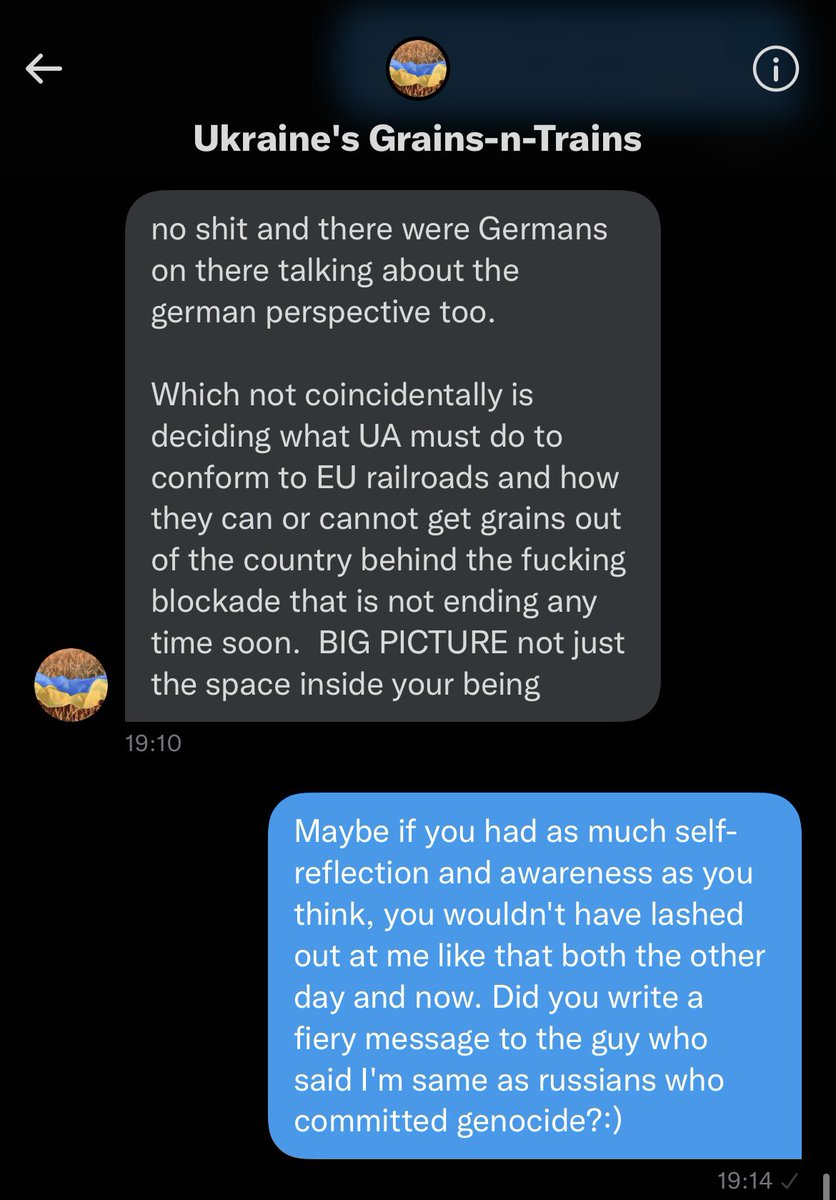 Ukraine's Grains-n-Trains
no shit and there were Germans
on there talking about the
german perspective too.
Which not coincidentally is
deciding what UA must do to
conform to EU railroads and how
they can or cannot get grains out
of the country behind the fucking
blockade that is not ending any
time soon.  BIG PICTURE not just
the space inside your being
19:10
Maybe if you had as much self-
reflection and awareness as you
think, you wouldn't have lashed
out at me like that both the other
day and now. Did you write a
fiery message to the guy who
said I'm same as russians who
committed genocide?:)
19:14